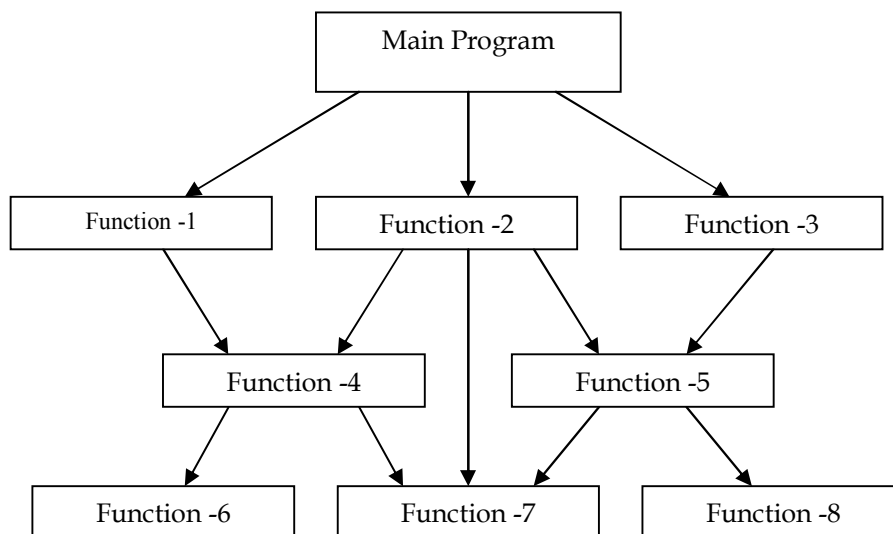 Main Program
Function -1
Function -2
Function -3
Function -4
Function -5
Function -6
Function -7
Function -8